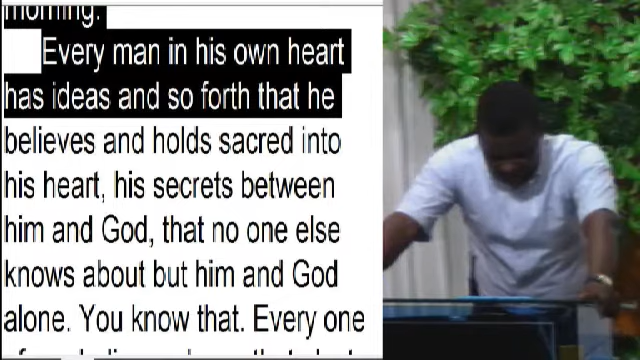 morning.
Every man in his own heart
has ideas and so forth that he
believes and holds sacred into
his heart, his secrets between
him and God, that no one else
knows about but him and God
alone. You know that. Every one